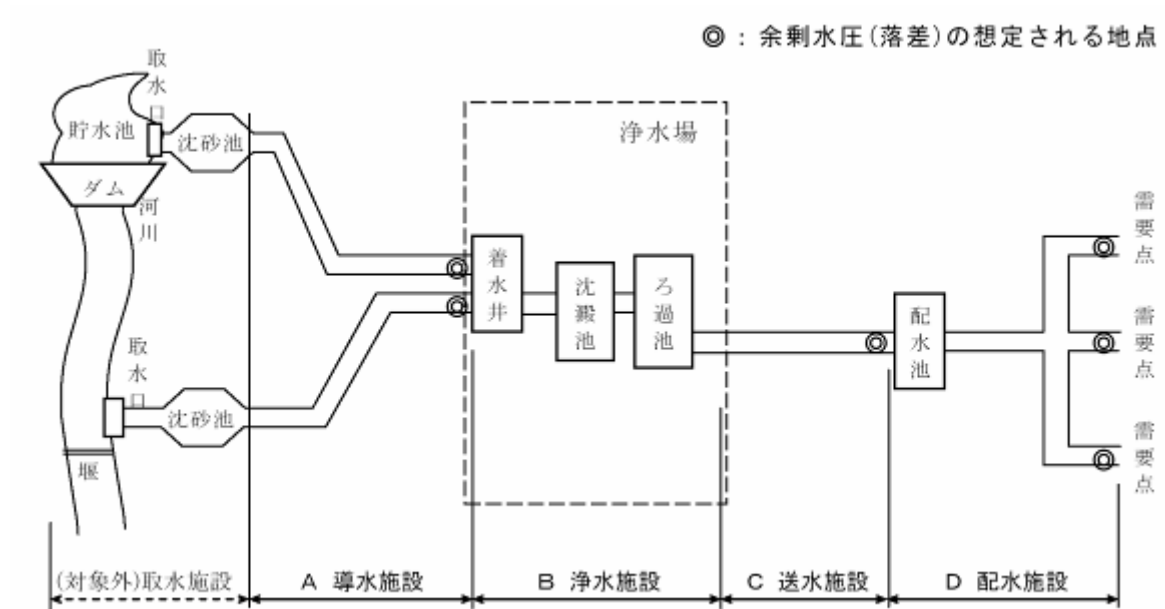 ◎：余剰水圧(落差)の想定される地点
取水口
貯水池
沈砂池
ダム
河川
浄水場
着水井
沈澱池
ろ過池
配水池
需要点
需要点
需要点
取水口
沈砂池
堰
(対象外)取水施設
A 導水施設
B 浄水施設
C 送水施設
D 配水施設